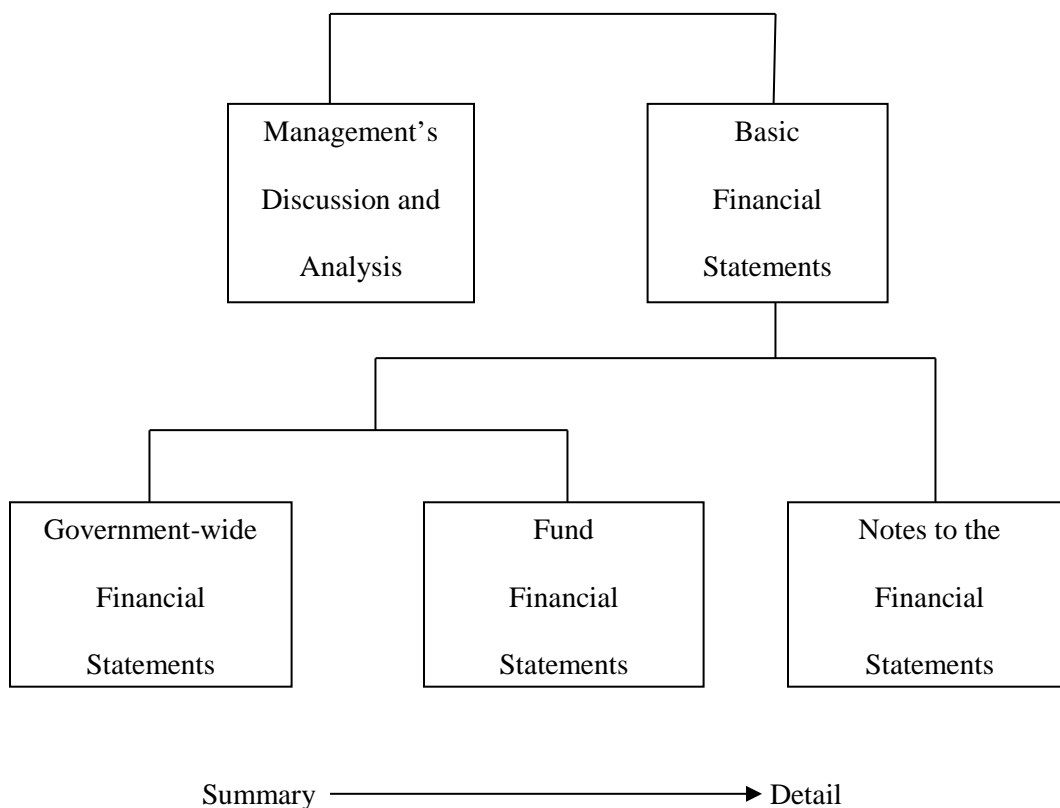 Management’s
Discussion and
Analysis
Basic
Financial
Statements
Government-wide
Financial
Statements
Fund
Financial
Statements
Notes to the
Financial
Statements
Summary
Detail